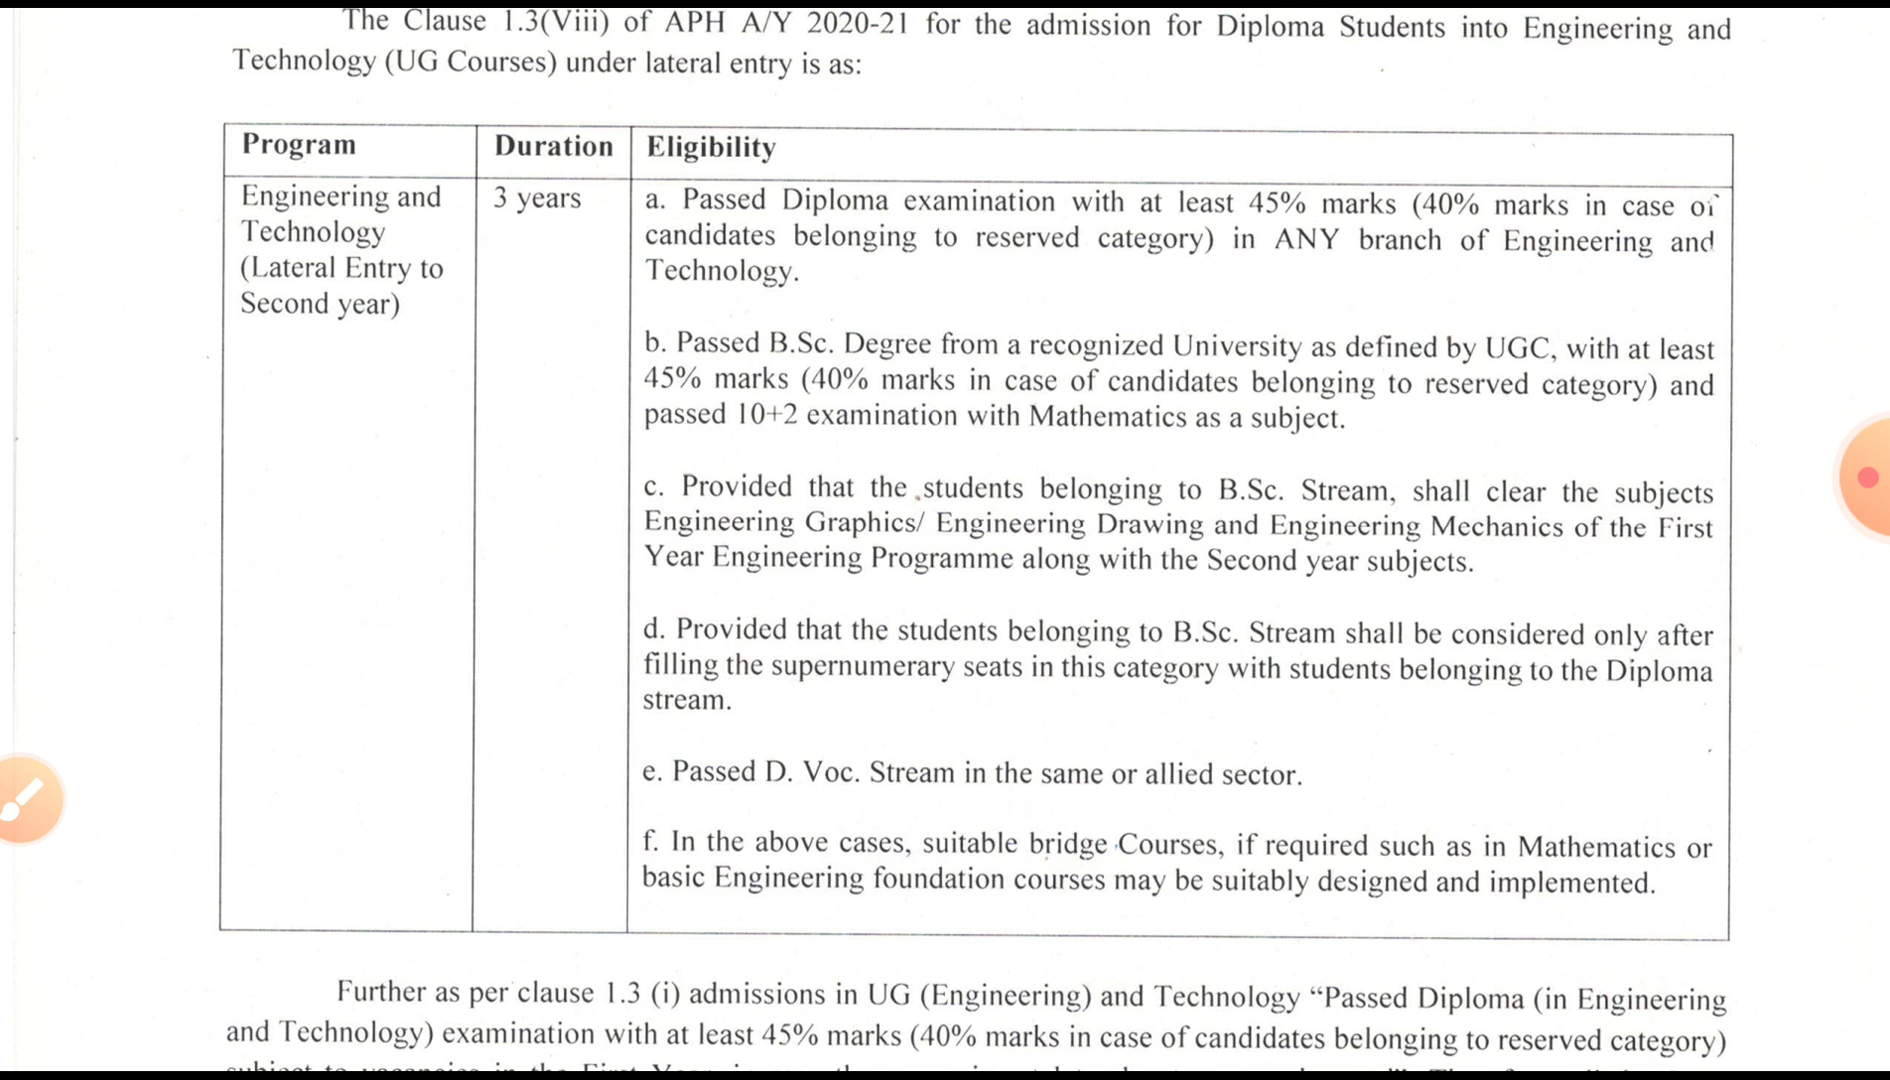 The Clause 1.3(Viii) of APH A/Y 2020-21 for the admission for Diploma Students into Engineering and
Technology (UG Courses) under lateral entry is as:
Program
Duration
Eligibility
Engineering and
Technology
(Lateral Entry to
Second year)
3 years
a. Passed Diploma examination with at least 45% marks (40% marks in case of
candidates belonging to reserved category) in ANY branch of Engineering and
Technology.
b. Passed B.Sc. Degree from a recognized University as defined by UGC, with at least
45% marks (40% marks in case of candidates belonging to reserved category) and
passed 10+2 examination with Mathematics as a subject.
c. Provided that the students belonging to B.Sc. Stream, shall clear the subjects
Engineering Graphics/ Engineering Drawing and Engineering Mechanics of the First
Year Engineering Programme along with the Second year subjects.
d. Provided that the students belonging to B.Sc. Stream shall be considered only after
filling the supernumerary seats in this category with students belonging to the Diploma
stream.
e. Passed D. Voc. Stream in the same or allied sector.
f. In the above cases, suitable bridge Courses, if required such as in Mathematics or
basic Engineering foundation courses may be suitably designed and implemented.
Further as per clause 1.3 (i) admissions in UG (Engineering) and Technology “Passed Diploma (in Engineering
and Technology) examination with at least 45% marks (40% marks in case of candidates belonging to reserved category)
subject to vacancies in the First Year